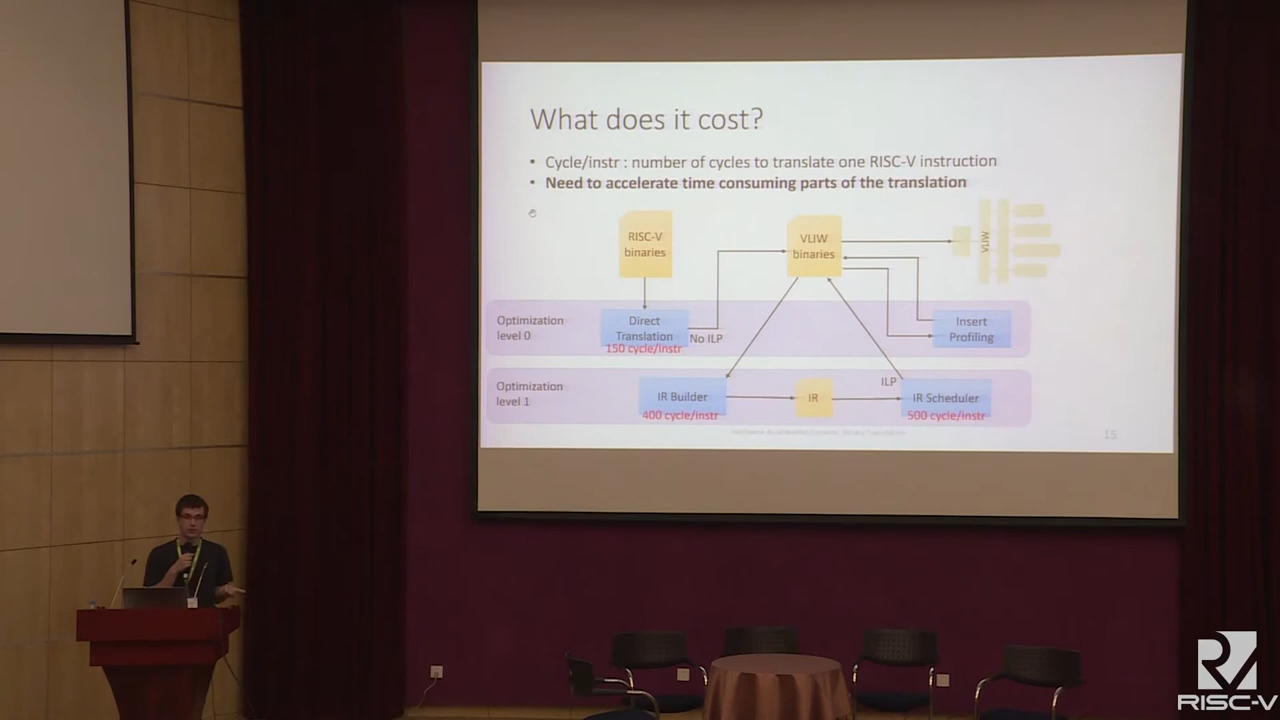 What does it cost?
• Cycle/instr : number of cycles to translate one RISC-V instruction
• Need to accelerate time consuming parts of the translation
RISC-V
binaries
VLIW
binaries
VLIW
Optimization
level 0
Direct
Translation
150 cycle/instr
No ILP
Insert
Profiling
Optimization
level 1
IR Builder
400 cycle/instr
IR
ILP
IR Scheduler
500 cycle/instr
15
RISC-V